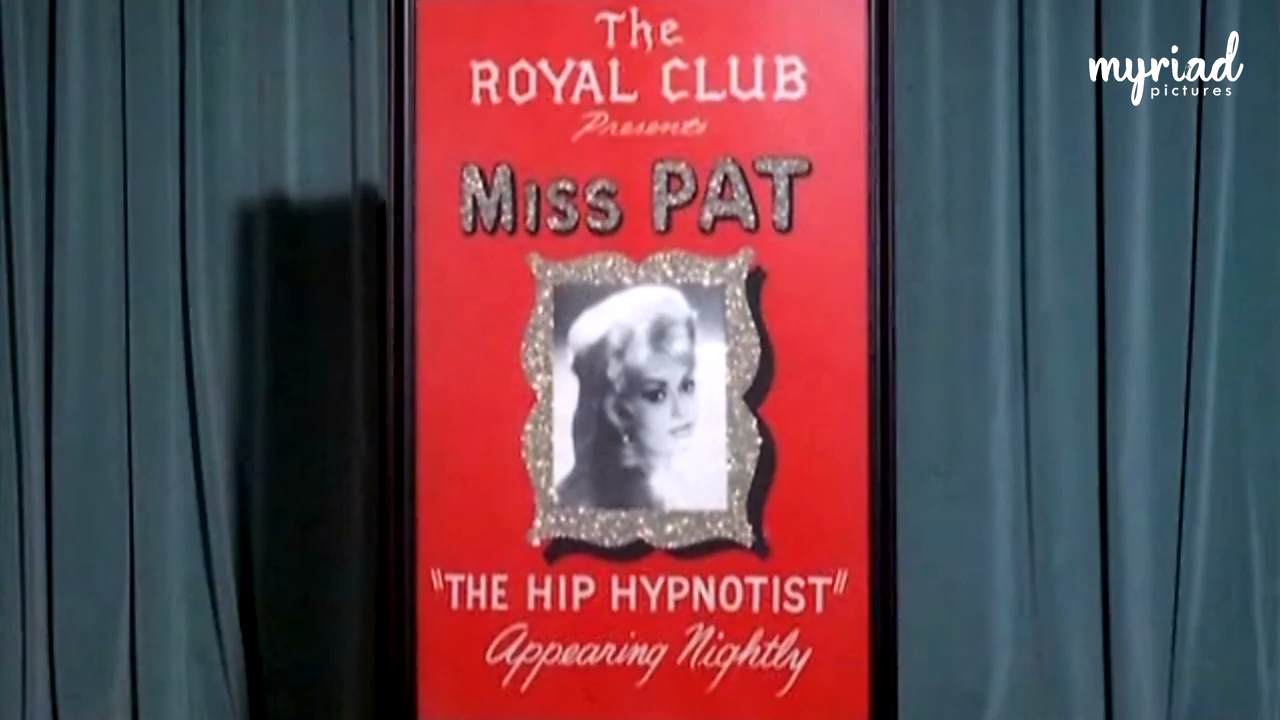 The
ROYAL CLUB
Presents
MISS PAT
"THE HIP HYPNOTIST"
Appearing Nightly
myriad
pictures